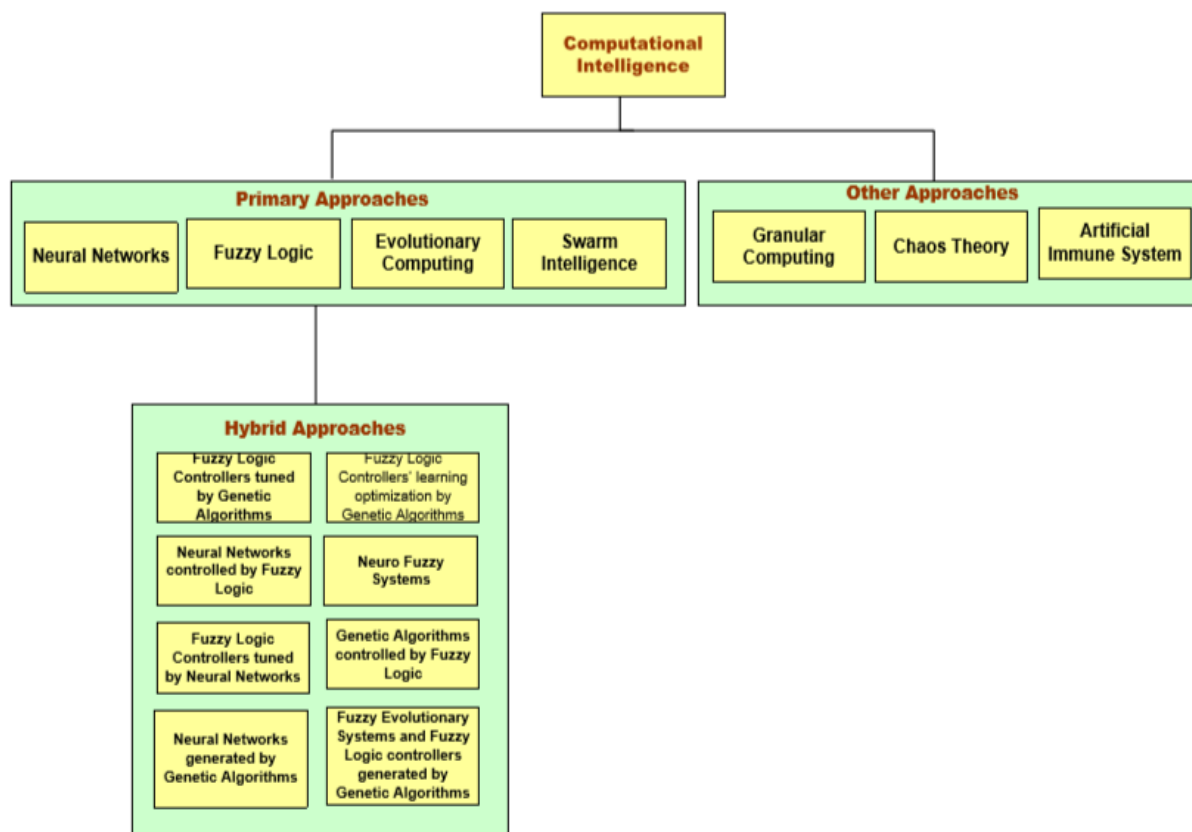 Computational
Intelligence
Primary Approaches
Neural Networks
Fuzzy Logic
Evolutionary
Computing
Swarm
Intelligence
Other Approaches
Granular
Computing
Chaos Theory
Artificial
Immune System
Hybrid Approaches
Fuzzy Logic
Controllers tuned
by Genetic
Algorithms
Fuzzy Logic
Controllers' learning
optimization by
Genetic Algorithms
Neural Networks
controlled by Fuzzy
Logic
Neuro Fuzzy
Systems
Fuzzy Logic
Controllers tuned
by Neural Networks
Genetic Algorithms
controlled by Fuzzy
Logic
Neural Networks
generated by
Genetic Algorithms
Fuzzy Evolutionary
Systems and Fuzzy
Logic controllers
generated by
Genetic Algorithms